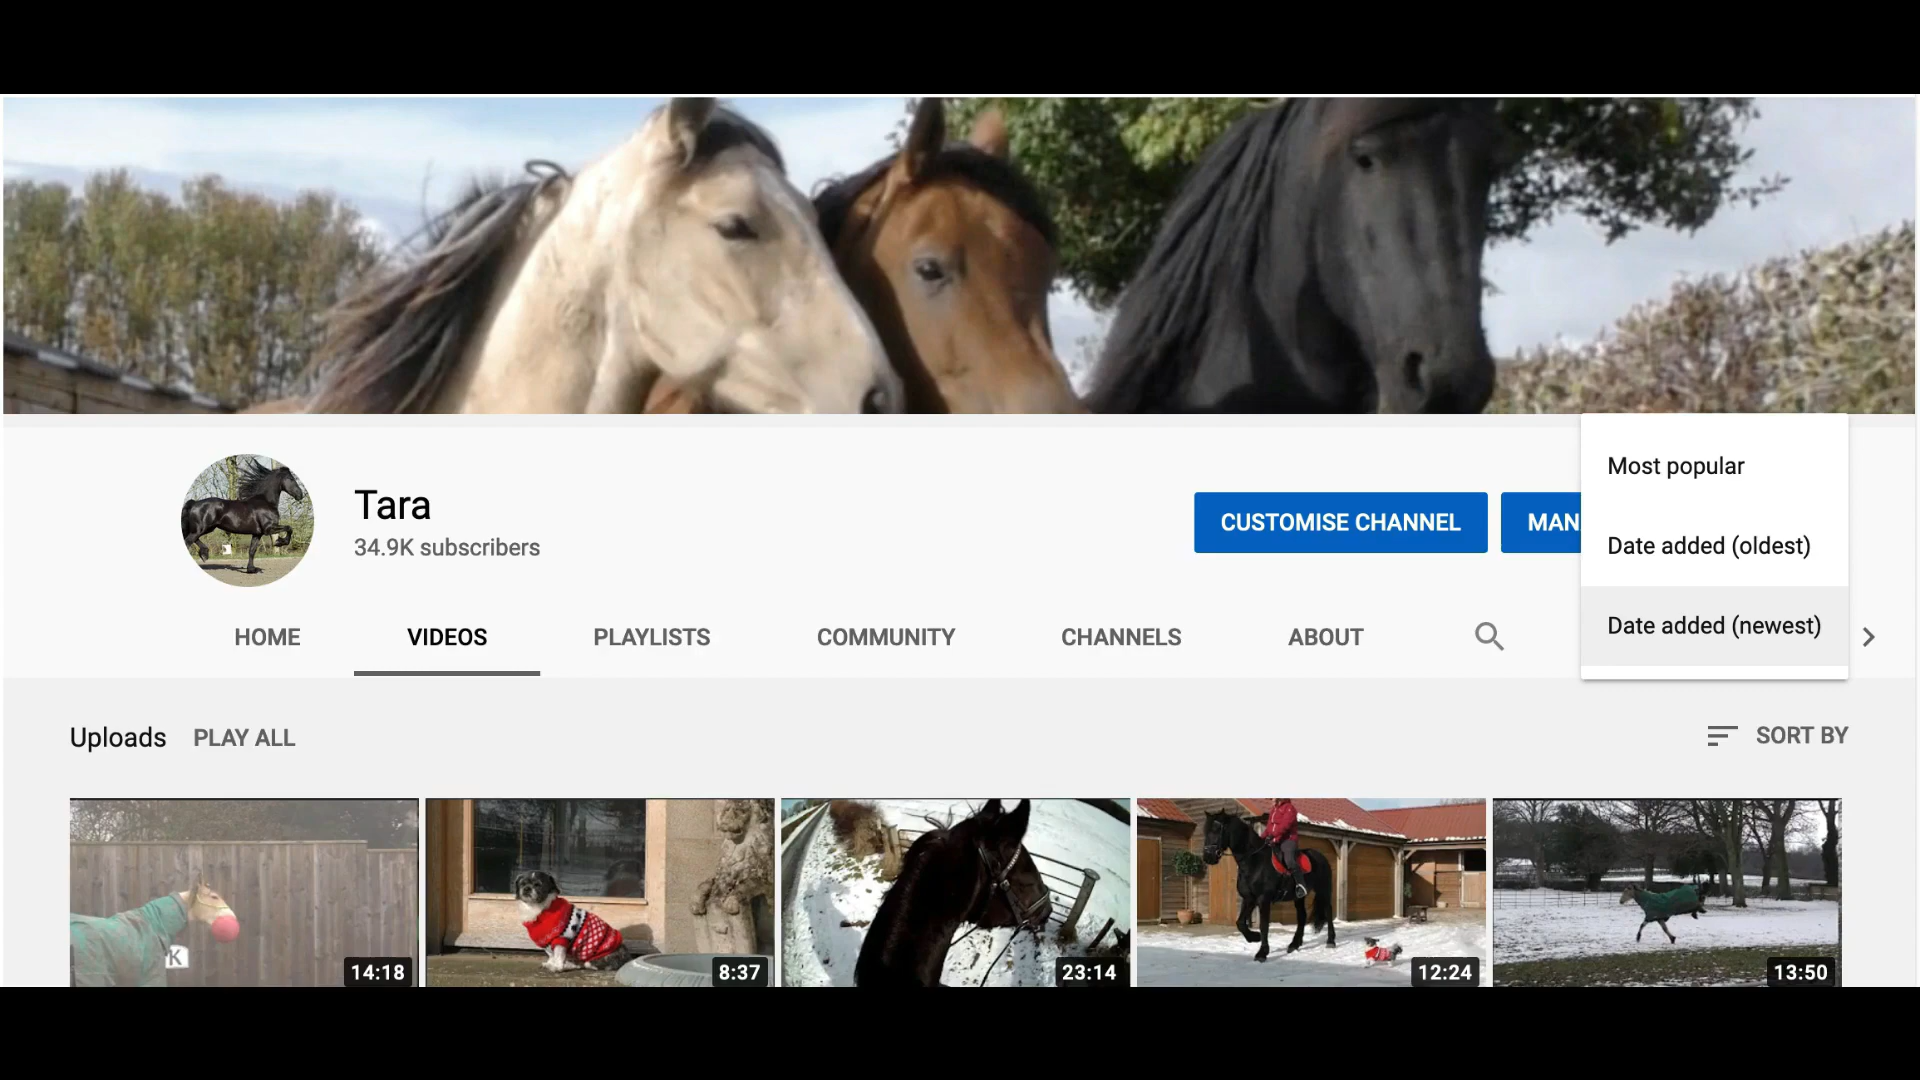 Tara
34.9K subscribers
CUSTOMISE CHANNEL
MAN
Most popular
Date added (oldest)
Date added (newest)
HOME
VIDEOS
PLAYLISTS
COMMUNITY
CHANNELS
ABOUT
Uploads PLAY ALL
SORT BY
K
14:18
8:37
23:14
12:24
13:50